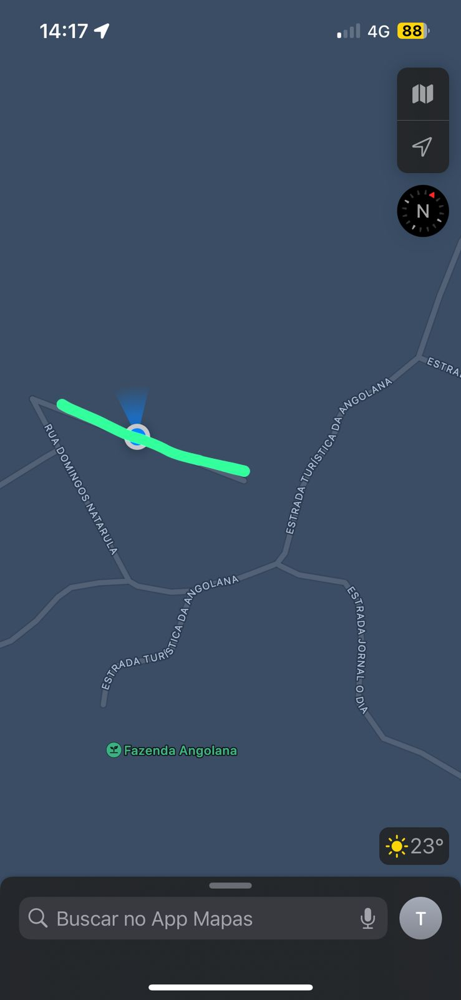 14:17
4G
88
N
ESTRADA TURÍSTICA DA ANGOLANA
ESTRA
RUA DOMINGOS NATARULA
ESTRADA TURÍSTICA DA ANGOLANA
ESTRADA JORNAL O DIA
Fazenda Angolana
23°
Buscar no App Mapas
T